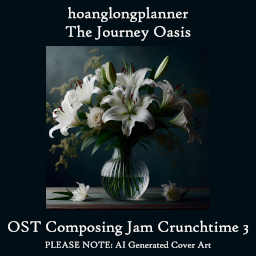 hoanglongplanner
The Journey Oasis
OST Composing Jam Crunchtime 3
PLEASE NOTE: AI Generated Cover Art